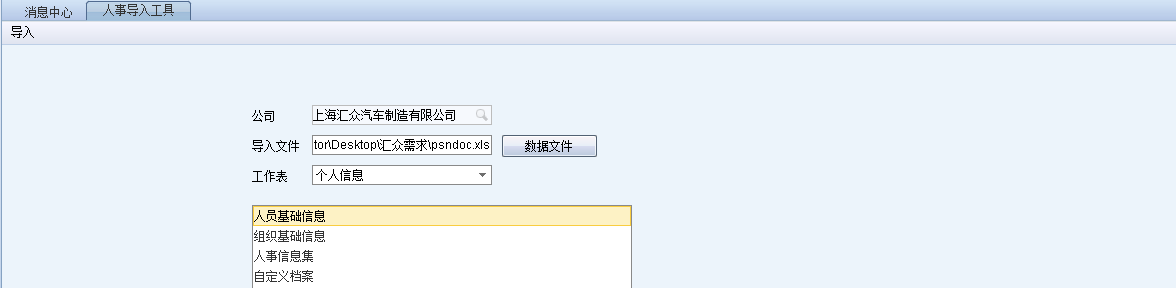 消息中心 人事导入工具
导入
公司 上海汇众汽车制造有限公司
导入文件 tor\Desktop\汇众需求\psndoc.xls 数据文件
工作表 个人信息
人员基础信息
组织基础信息
人事信息集
自定义档案